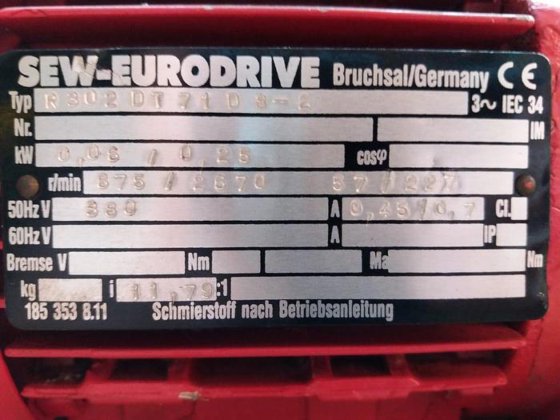 SEW-EURODRIVE Bruchsal/Germany CE
Typ R302DT71D8-2 3~ IEC 34
Nr. IM
kW 0,06 / 0,25 cosφ
r/min 675/2670 57/227
50Hz V 380 A 0,45/0,7 Cl.
60Hz V A IP
Bremse V Nm Ma Nm
kg i 11,79 :1
185 353 8.11 Schmierstoff nach Betriebsanleitung